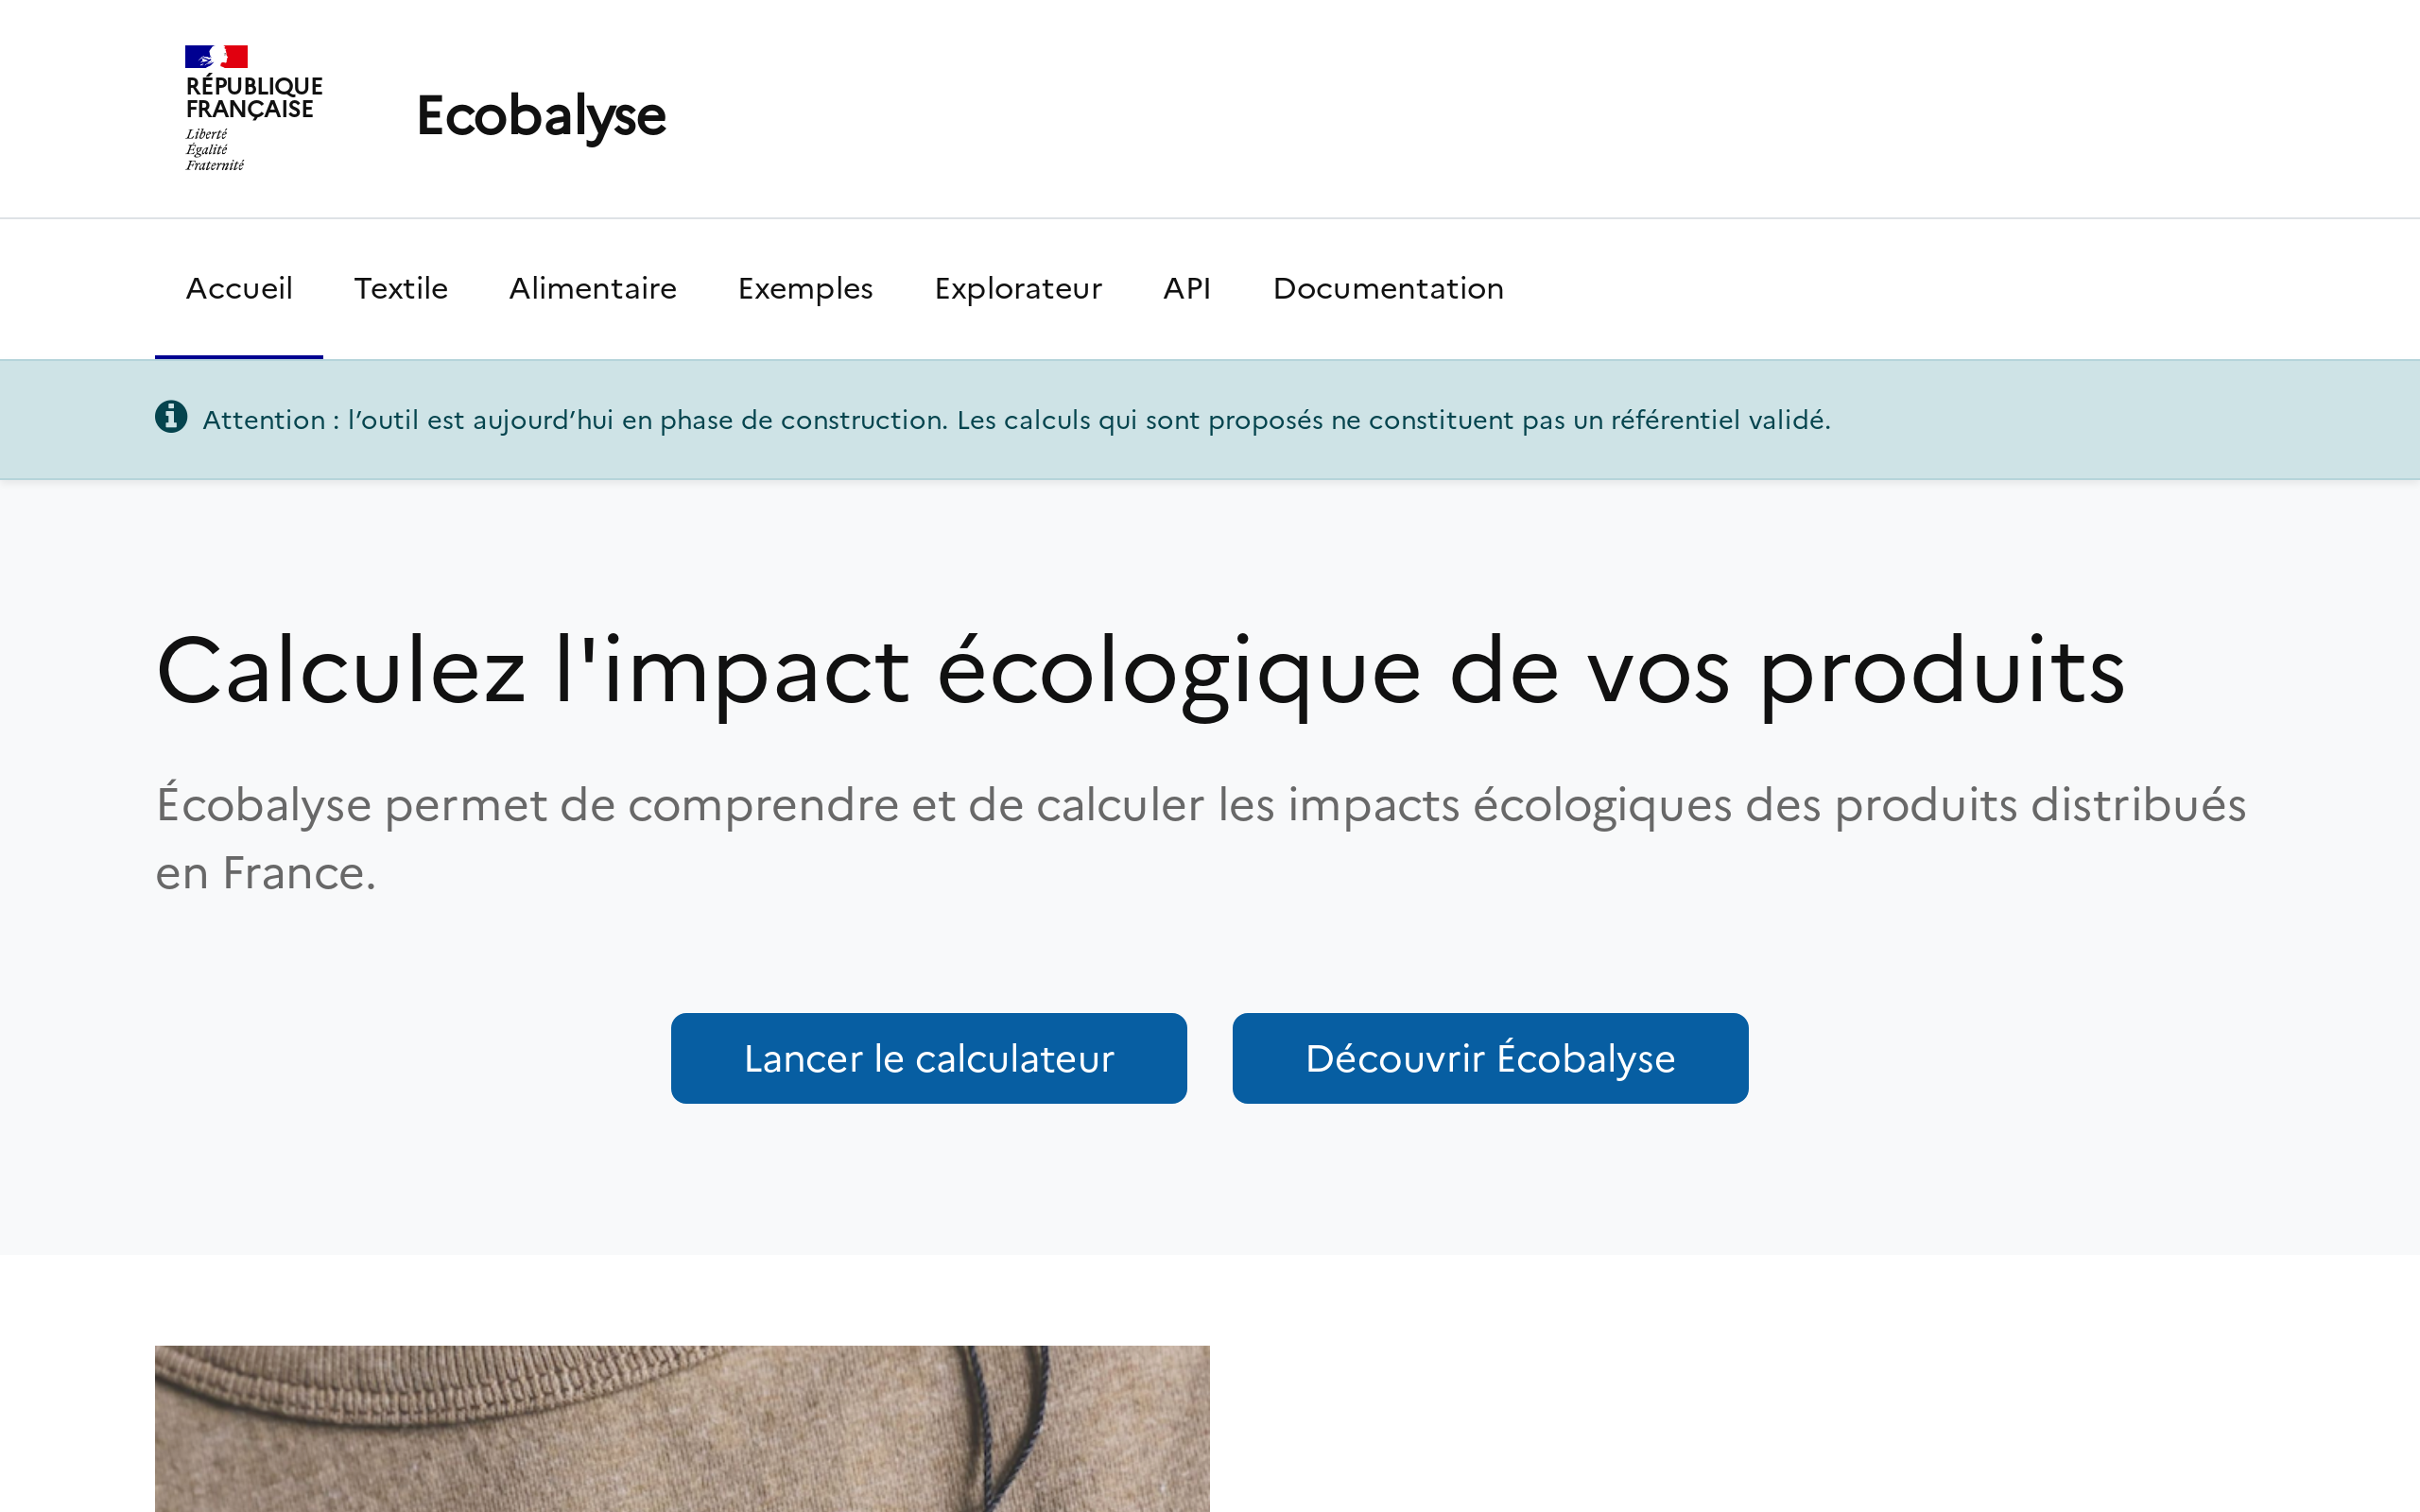 RÉPUBLIQUE
FRANÇAISE
Liberté
Égalité
Fraternité
Ecobalyse
Accueil Textile Alimentaire Exemples Explorateur API Documentation
Attention : l’outil est aujourd’hui en phase de construction. Les calculs qui sont proposés ne constituent pas un référentiel validé.
Calculez l'impact écologique de vos produits
Écobalyse permet de comprendre et de calculer les impacts écologiques des produits distribués
en France.
Lancer le calculateur Découvrir Écobalyse